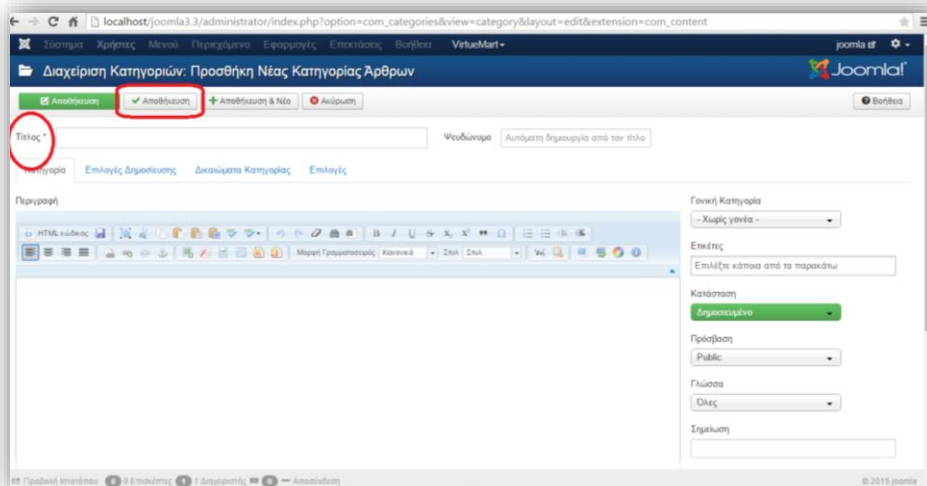 localhost/joomla3.3/administrator/index.php?option=com_categories&view=category&layout=edit&extension=com_content
Σύστημα Χρήστες Μενού Περιεχόμενο Εφαρμογές Επεκτάσεις Βοήθεια VirtueMart joomla
Διαχείριση Κατηγοριών: Προσθήκη Νέας Κατηγορίας Άρθρων Joomla!
Αποθήκευση Αποθήκευση Αποθήκευση & Νέο Ακύρωση Βοήθεια
Τίτλος * Ψευδώνυμο Αυτόματη δημιουργία από τον τίτλο
Κατηγορία Επιλογές Δημοσίευσης Δικαιώματα Κατηγορίας Επιλογές
Περιγραφή Γονική Κατηγορία
- Χωρίς γονέα -
HTML κώδικας
Μορφή Γραμματοσειράς Κανονικό Στυλ Στυλ
Ετικέτες
Επιλέξτε κάποια από τα παρακάτω
Κατάσταση
Δημοσιευμένο
Πρόσβαση
Public
Γλώσσα
Όλες
Σημείωση
Προβολή Ιστοτόπου 0 Επισκέπτες 1 Διαχειριστής 0 Αποσύνδεση © 2015 joomla